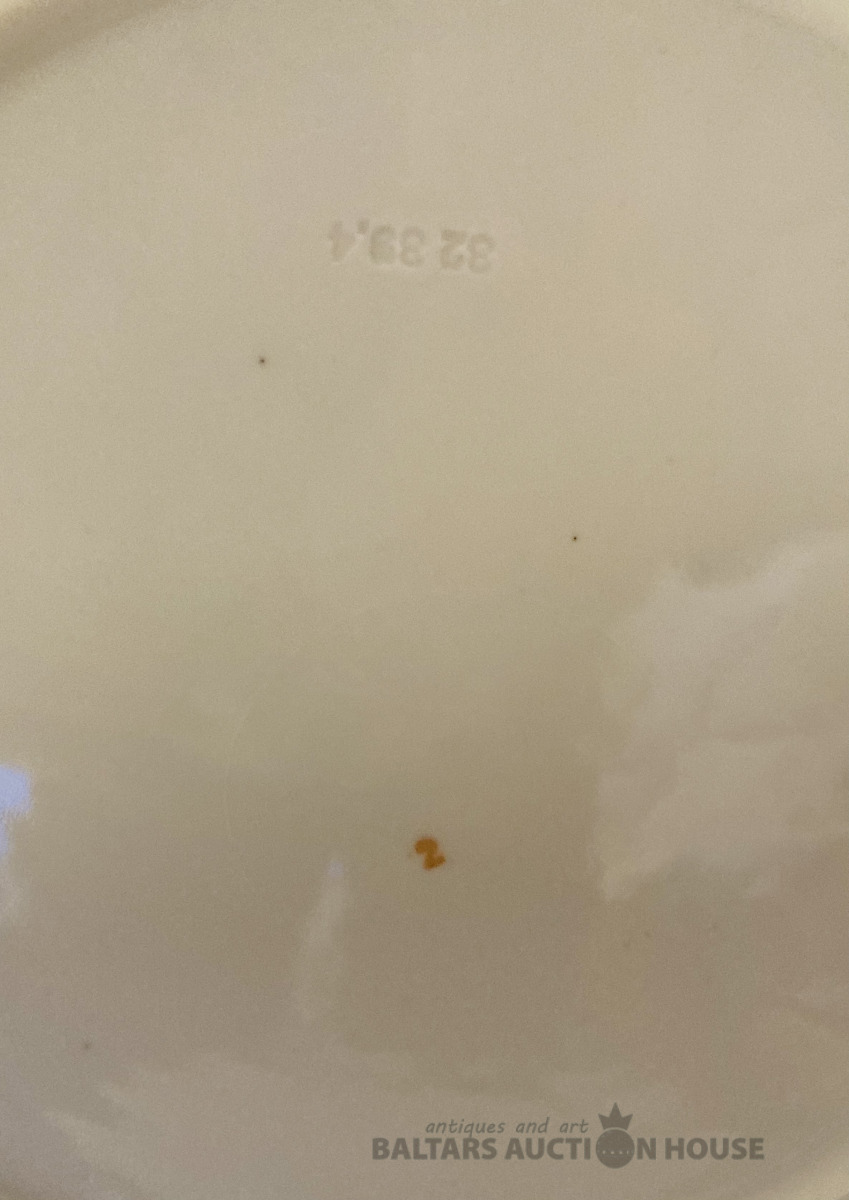 32 39.4
2
antiques and art
BALTARS AUCTION HOUSE